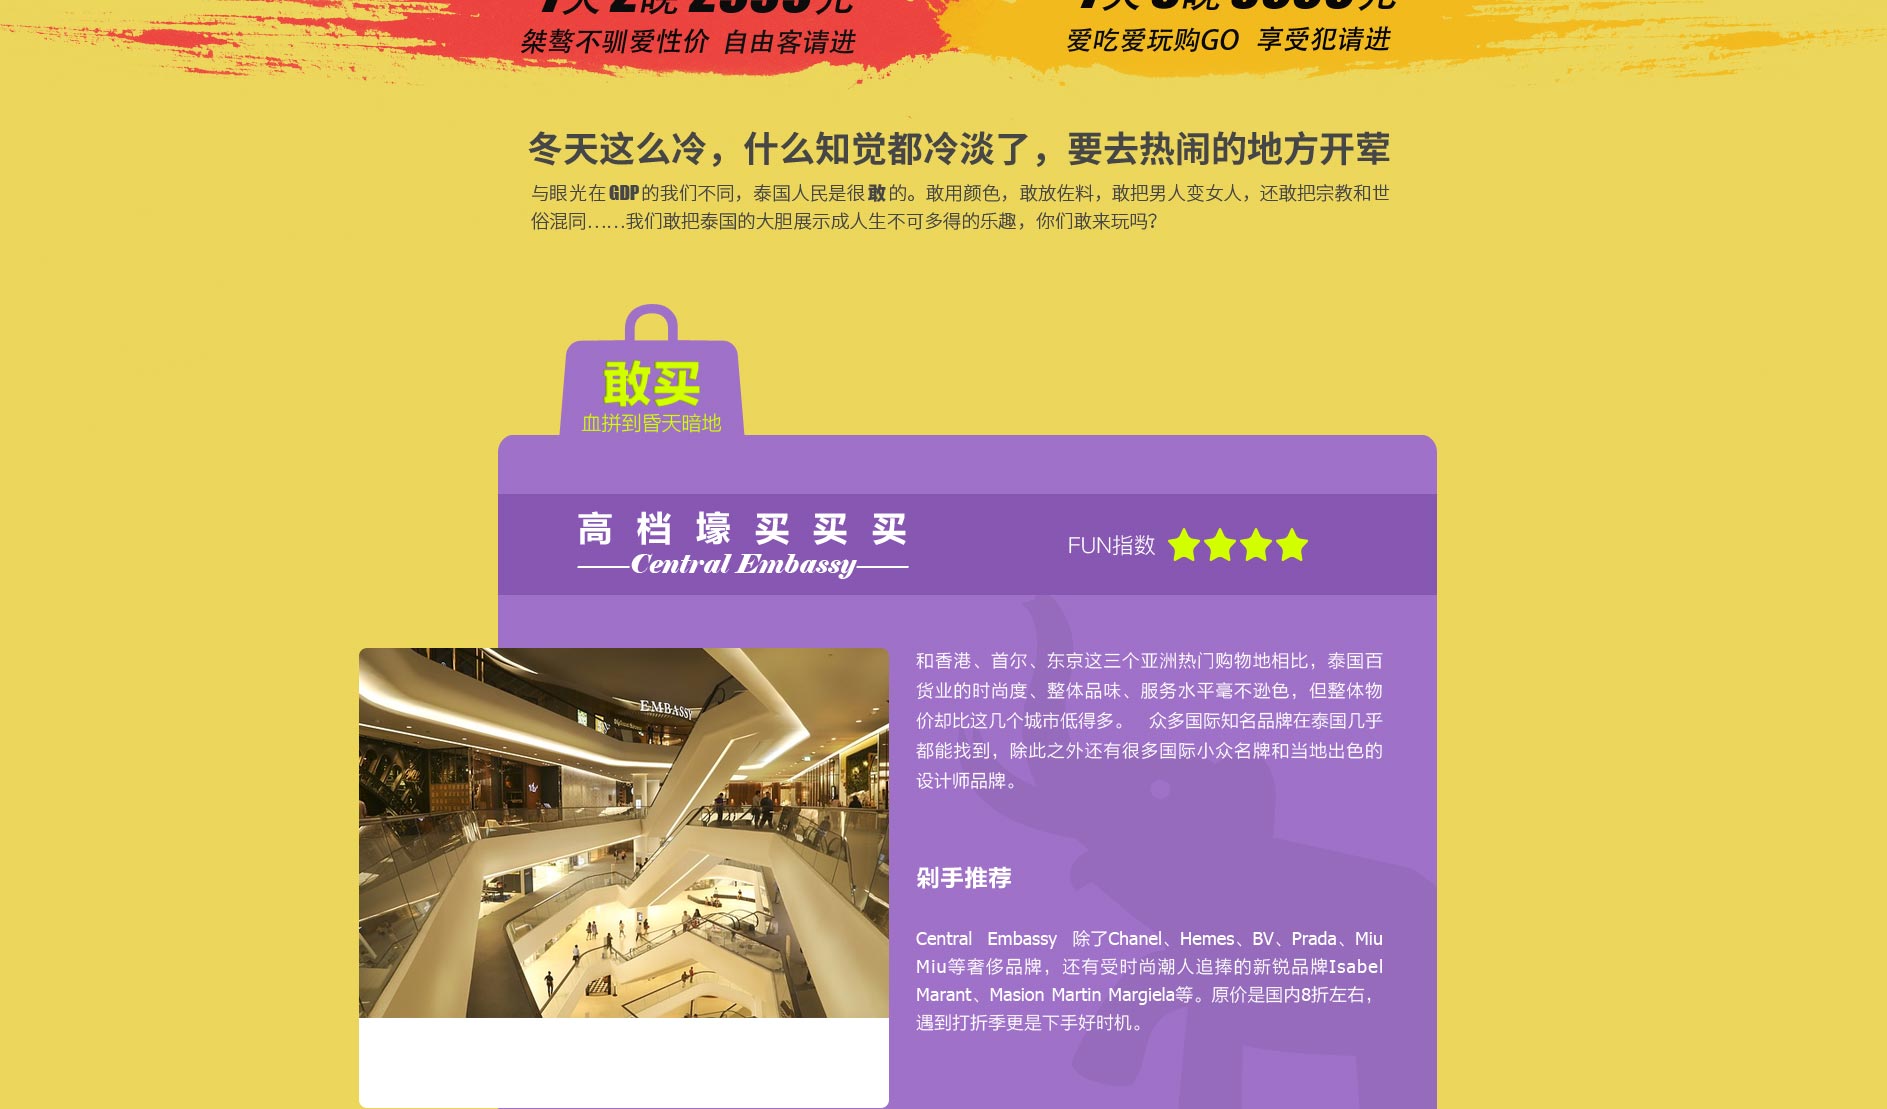 桀骜不驯爱性价 自由客请进
爱吃爱玩购GO 享受犯请进
冬天这么冷，什么知觉都冷淡了，要去热闹的地方开荤
与眼光在GDP的我们不同，泰国人民是很敢的。敢用颜色，敢放佐料，敢把男人变女人，还敢把宗教和世
俗混同……我们敢把泰国的大胆展示成人生不可多得的乐趣，你们敢来玩吗？
敢买
血拼到昏天暗地
高档壕买买买
Central Embassy
FUN指数
EMBASSY
和香港、首尔、东京这三个亚洲热门购物地相比，泰国百
货业的时尚度、整体品味、服务水平毫不逊色，但整体物
价却比这几个城市低得多。 众多国际知名品牌在泰国几乎
都能找到，除此之外还有很多国际小众名牌和当地出色的
设计师品牌。
剁手推荐
Central Embassy 除了Chanel、Hemes、BV、Prada、Miu
Miu等奢侈品牌，还有受时尚潮人追捧的新锐品牌Isabel
Marant、Masion Martin Margiela等。原价是国内8折左右，
遇到打折季更是下手好时机。